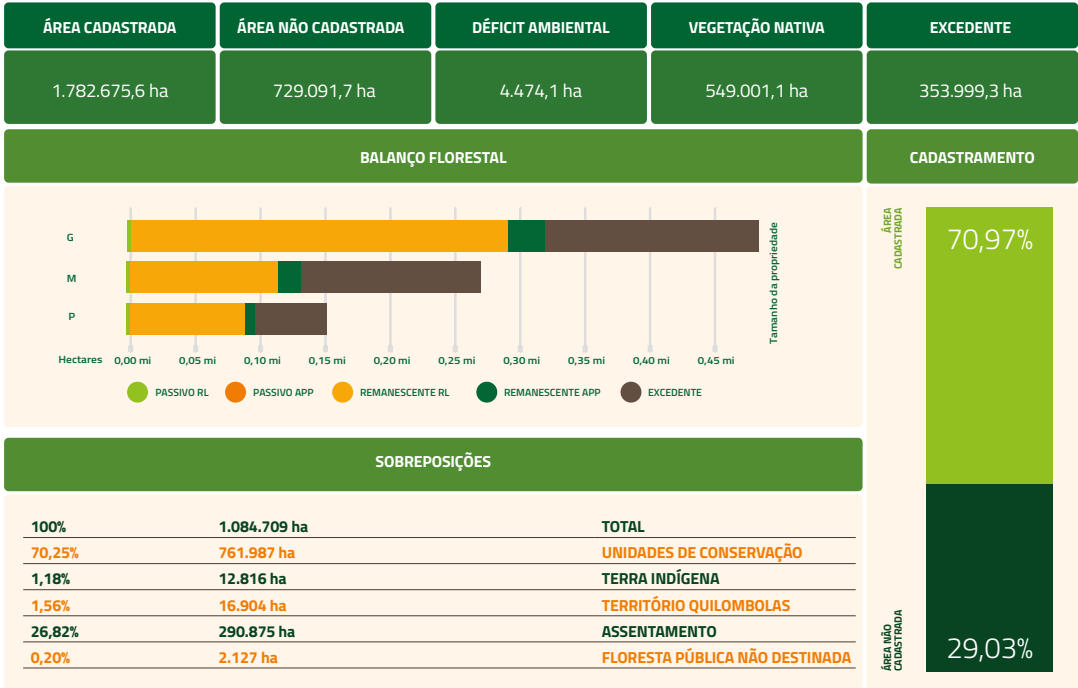 ÁREA CADASTRADA
ÁREA NÃO CADASTRADA
DÉFICIT AMBIENTAL
VEGETAÇÃO NATIVA
EXCEDENTE
1.782.675,6 ha
729.091,7 ha
4.474,1 ha
549.001,1 ha
353.999,3 ha
BALANÇO FLORESTAL
G
M
P
Tamanho da propriedade
Hectares 0,00 mi 0,05 mi 0,10 mi 0,15 mi 0,20 mi 0,25 mi 0,30 mi 0,35 mi 0,40 mi 0,45 mi
PASSIVO RL
PASSIVO APP
REMANESCENTE RL
REMANESCENTE APP
EXCEDENTE
CADASTRAMENTO
ÁREA
CADASTRADA
70,97%
ÁREA NÃO
CADASTRADA
29,03%
SOBREPOSIÇÕES
100% 1.084.709 ha TOTAL
70,25% 761.987 ha UNIDADES DE CONSERVAÇÃO
1,18% 12.816 ha TERRA INDÍGENA
1,56% 16.904 ha TERRITÓRIO QUILOMBOLAS
26,82% 290.875 ha ASSENTAMENTO
0,20% 2.127 ha FLORESTA PÚBLICA NÃO DESTINADA